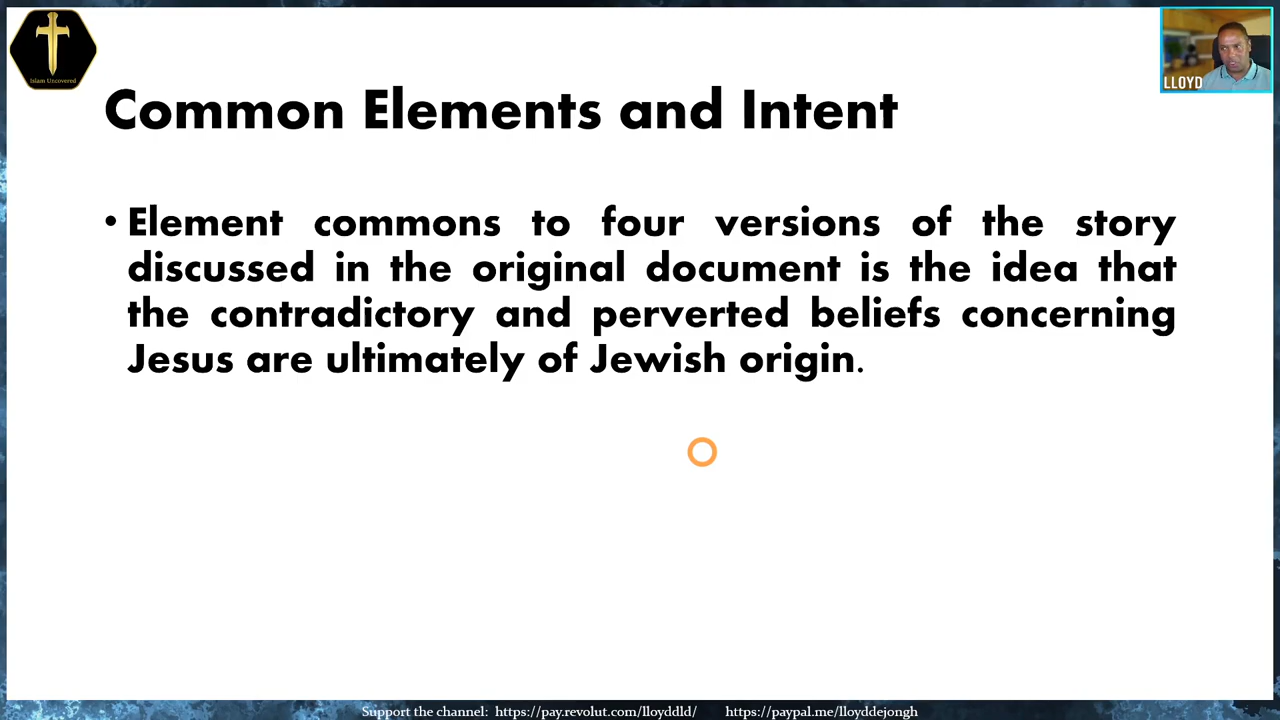 Islam Uncovered
LLOYD
Common Elements and Intent
• Element commons to four versions of the story
discussed in the original document is the idea that
the contradictory and perverted beliefs concerning
Jesus are ultimately of Jewish origin.
Support the channel: https://pay.revolut.com/lloyddld/ https://paypal.me/lloyddejongh